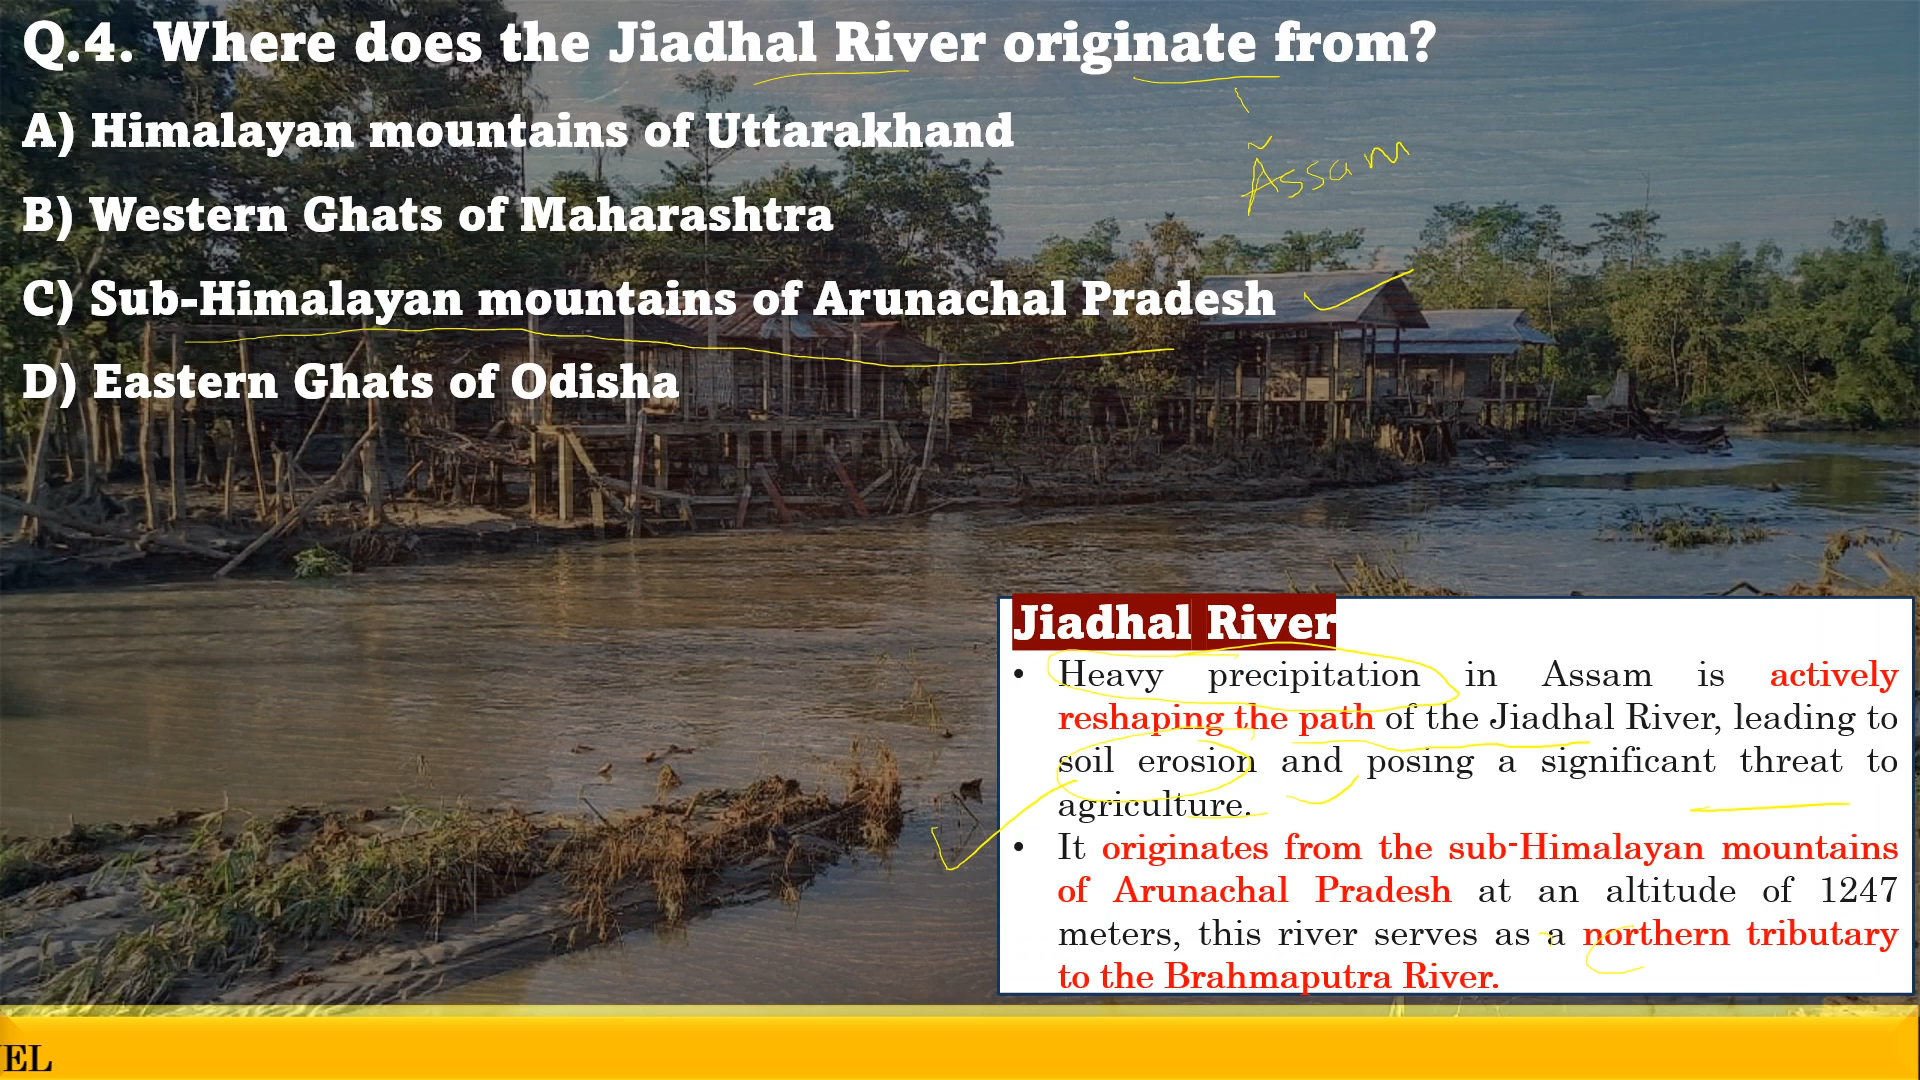 Q.4. Where does the Jiadhal River originate from?
A) Himalayan mountains of Uttarakhand
Assam
B) Western Ghats of Maharashtra
C) Sub-Himalayan mountains of Arunachal Pradesh
D) Eastern Ghats of Odisha
Jiadhal River
• Heavy precipitation in Assam is actively
reshaping the path of the Jiadhal River, leading to
soil erosion and posing a significant threat to
agriculture.
• It originates from the sub-Himalayan mountains
of Arunachal Pradesh at an altitude of 1247
meters, this river serves as a northern tributary
to the Brahmaputra River.